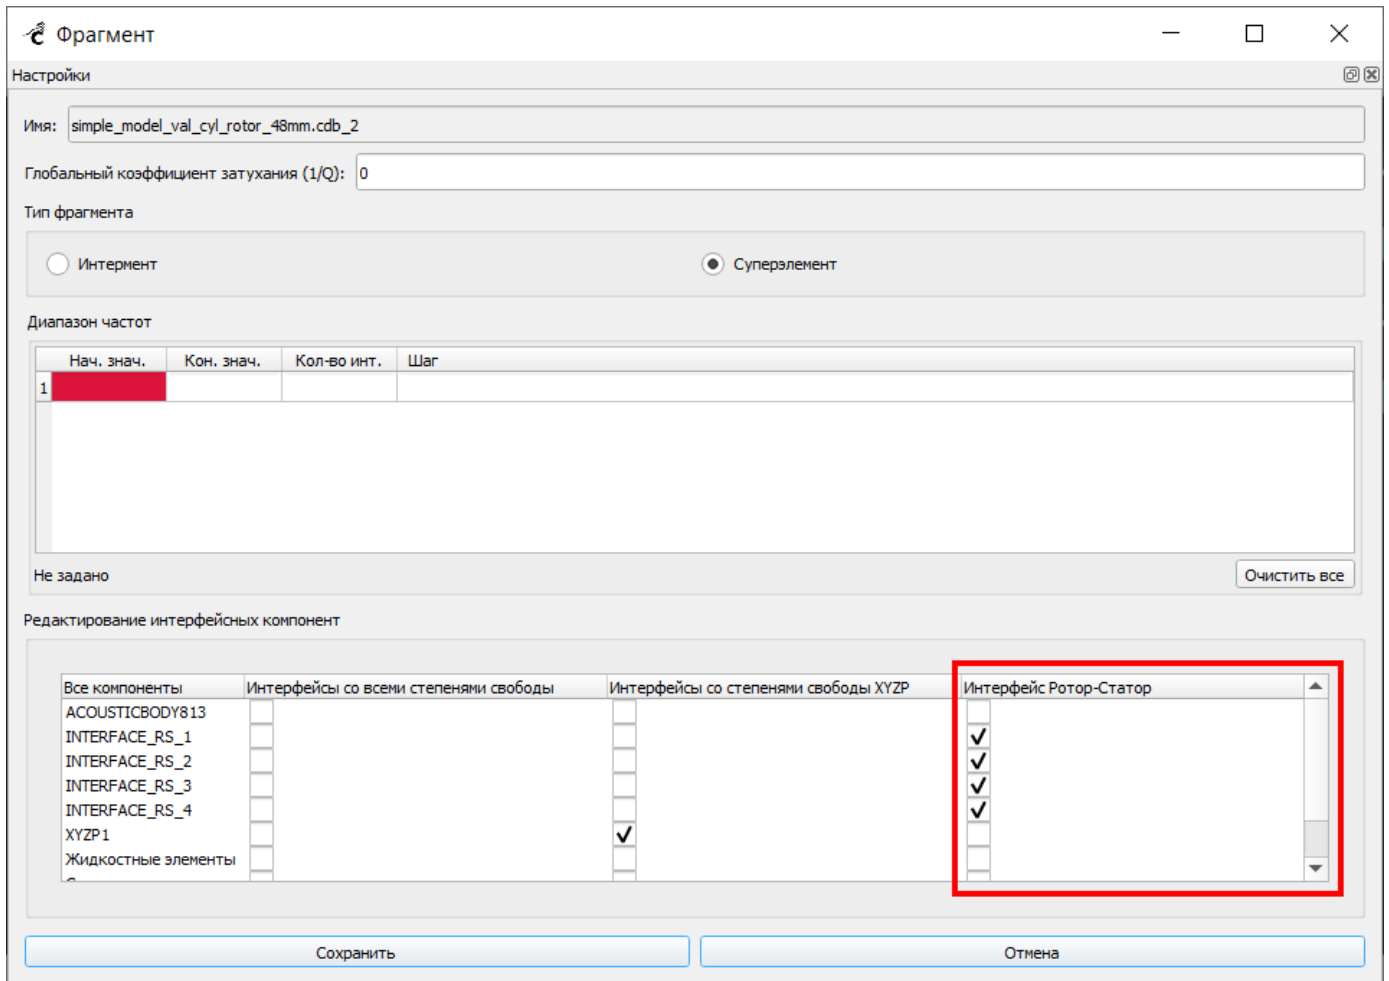 Фрагмент
Настройки
Имя: simple_model_val_cyl_rotor_48mm.cdb_2
Глобальный коэффициент затухания (1/Q): 0
Тип фрагмента
Интермент Суперэлемент
Диапазон частот
Нач. знач. Кон. знач. Кол-во инт. Шаг
1
Не задано Очистить все
Редактирование интерфейсных компонент
Все компоненты Интерфейсы со всеми степенями свободы Интерфейсы со степенями свободы XYZP Интерфейс Ротор-Статор
ACOUSTICBODY813
INTERFACE_RS_1
INTERFACE_RS_2
INTERFACE_RS_3
INTERFACE_RS_4
XYZP1
Жидкостные элементы
Сохранить Отмена